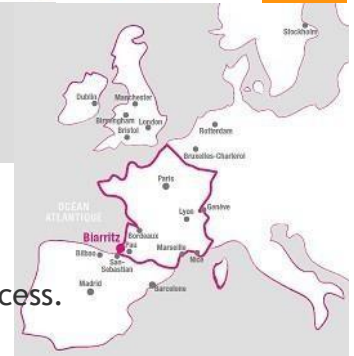 Stockholm
Dublin
Manchester
Birmingham
London
Bristol
Rotterdam
Bruxelles-Charleroi
Paris
OCÉAN
ATLANTIQUE
Lyon
Genève
Biarritz
Bordeaux
Pau
Marseille
Nice
Bilbao
San-
Sebastian
Madrid
Barcelone
cess.